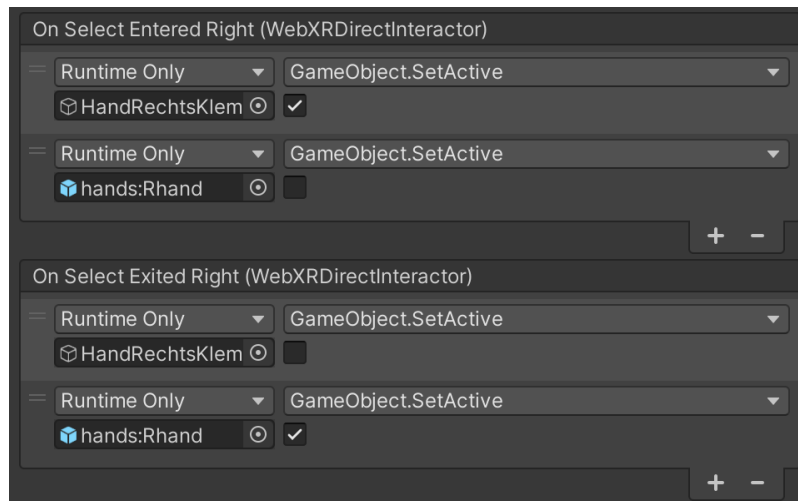 On Select Entered Right (WebXRDirectInteractor)
Runtime Only GameObject.SetActive
HandRechtsKlem
Runtime Only GameObject.SetActive
hands:Rhand
+ -
On Select Exited Right (WebXRDirectInteractor)
Runtime Only GameObject.SetActive
HandRechtsKlem
Runtime Only GameObject.SetActive
hands:Rhand
+ -